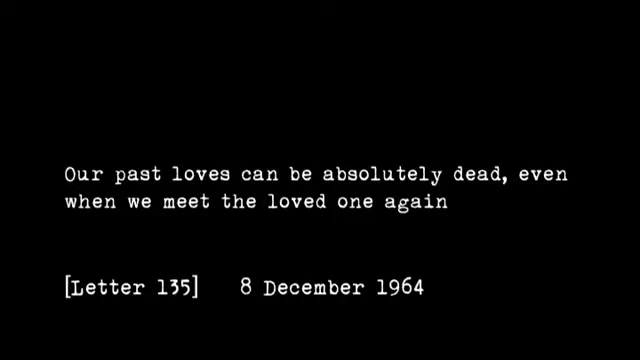 Our past loves can be absolutely dead, even
when we meet the loved one again
[Letter 135] 8 December 1964